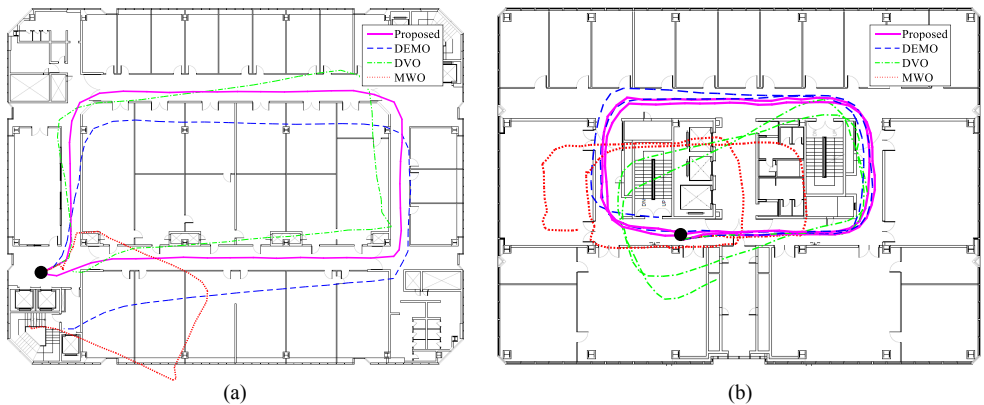 Proposed
DEMO
DVO
MWO
Proposed
DEMO
DVO
MWO
(a)
(b)